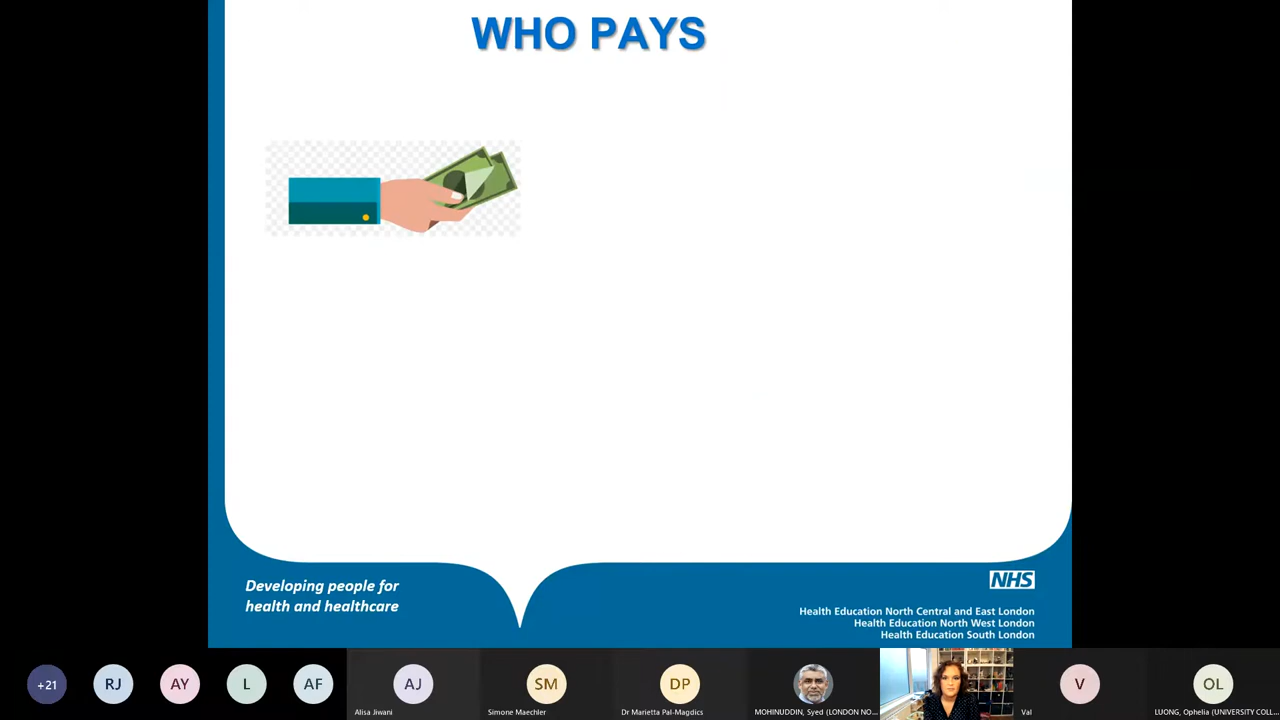 WHO PAYS
Developing people for
health and healthcare
NHS
Health Education North Central and East London
Health Education North West London
Health Education South London
+21
RJ
AY
L
AF
AJ
SM
DP
V
OL
Alisa Jiwani
Simone Maechler
Dr Marietta Pal-Magdics
MOHINUDDIN, Syed (LONDON NO...
Val
LUONG, Ophelia (UNIVERSITY COLL...